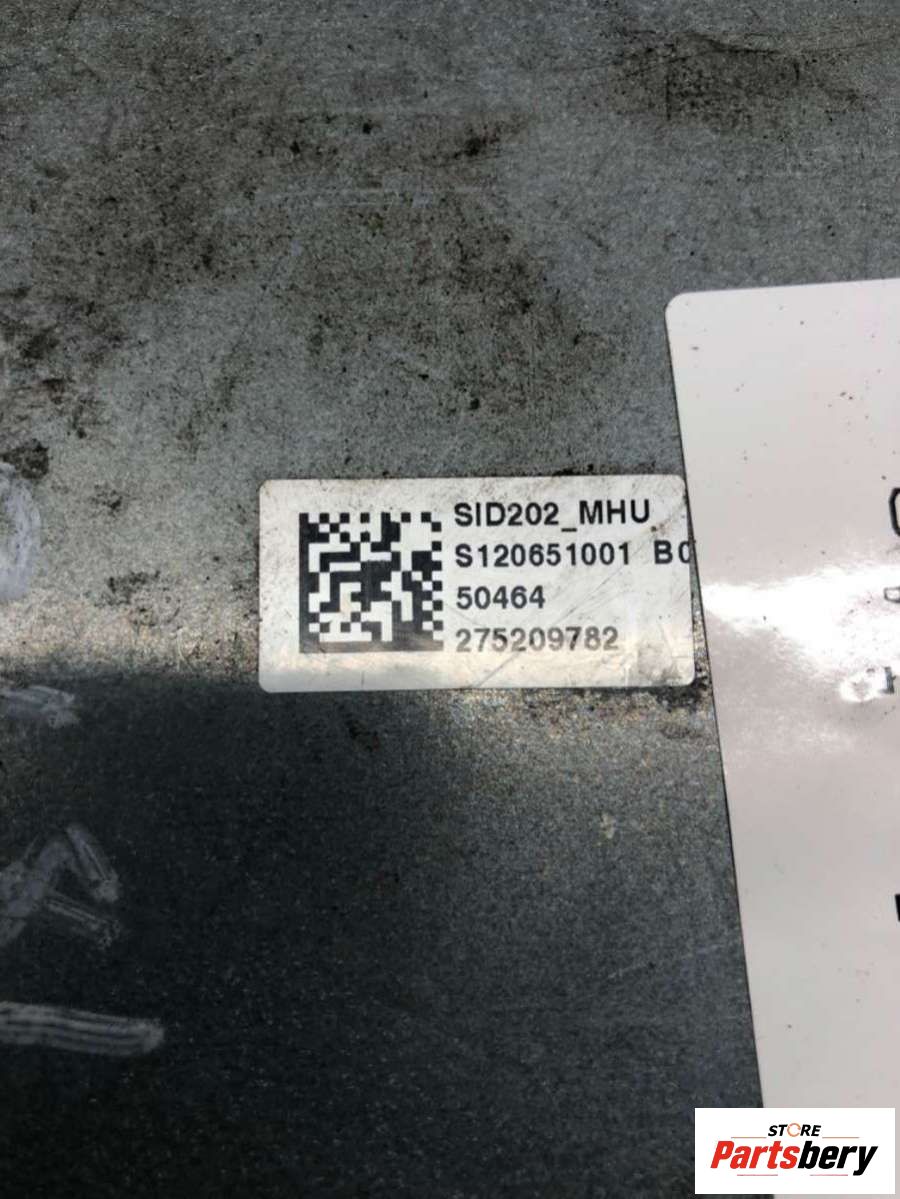 SID202_MHU
S120651001 B0
50464
275209782
STORE
Partsbery